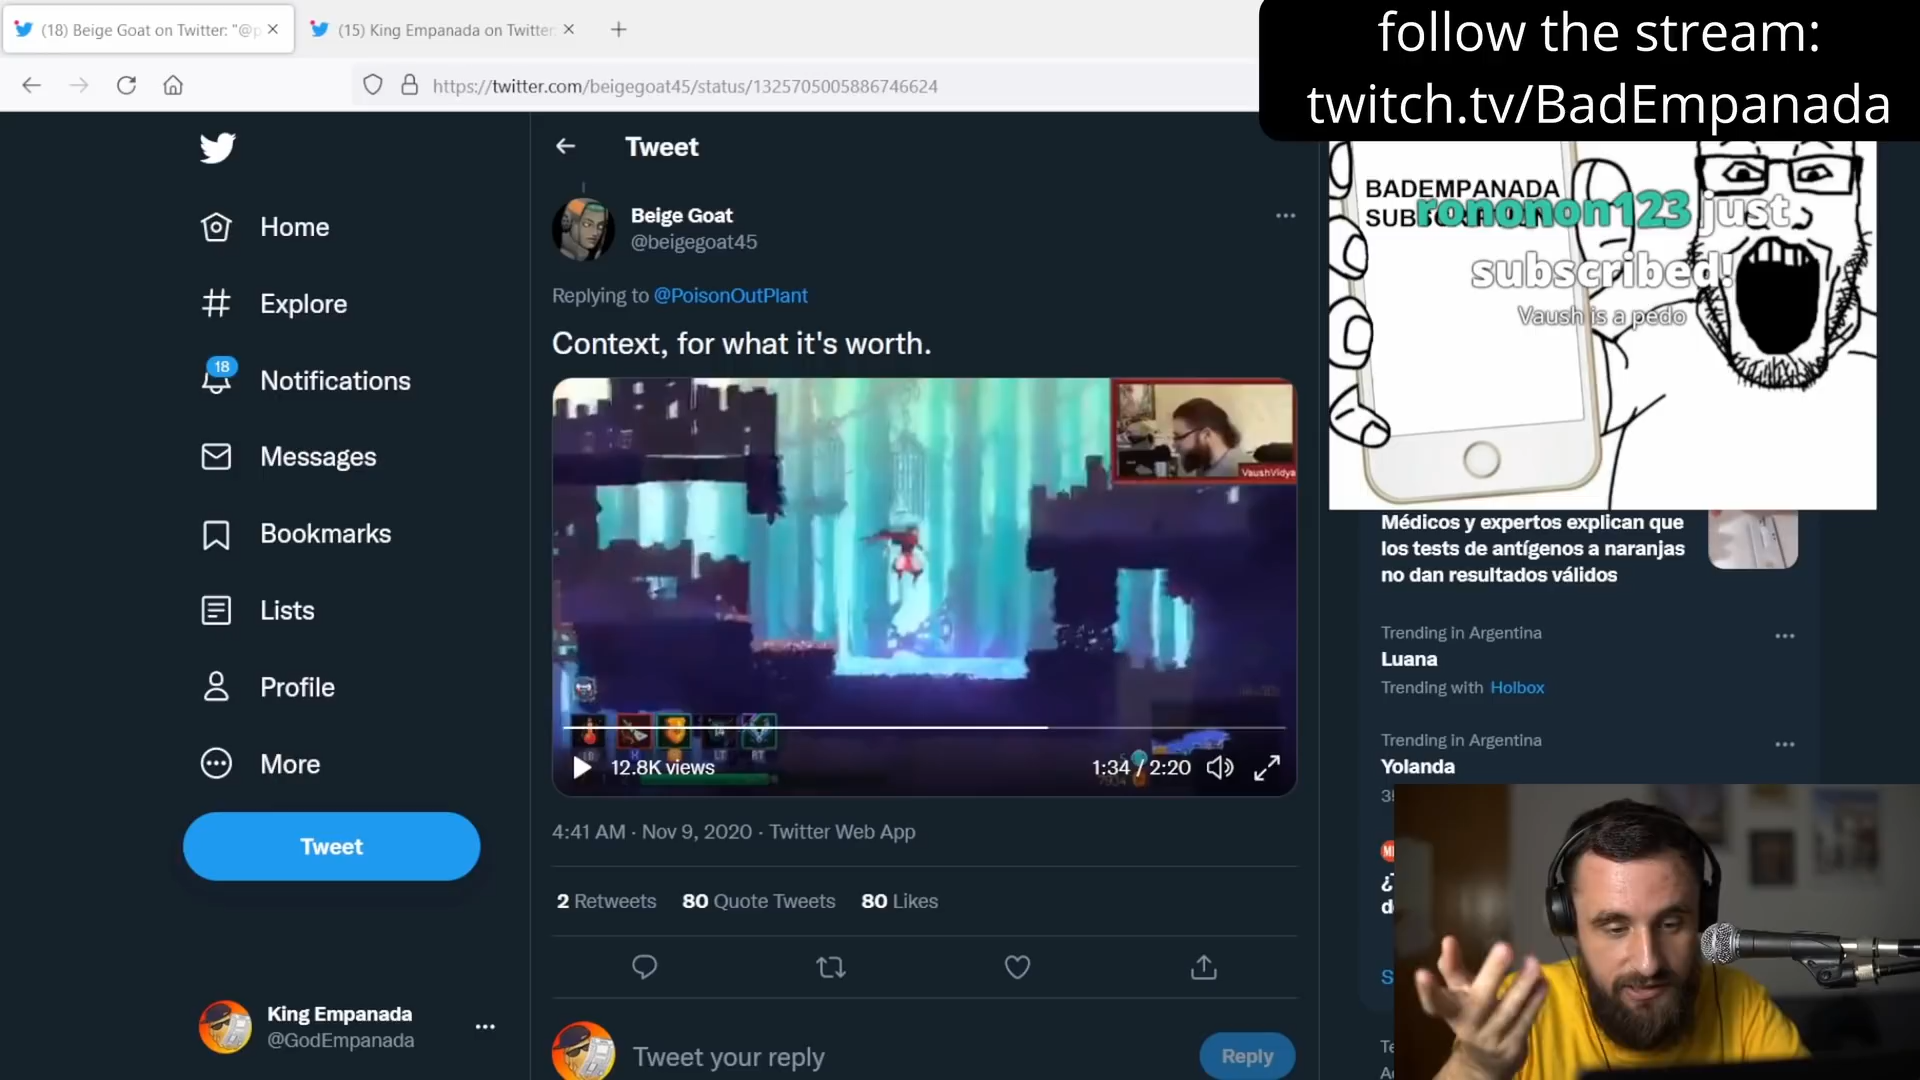 (18) Beige Goat on Twitter: "@p
(15) King Empanada on Twitter:
https://twitter.com/beigegoat45/status/1325705005886746624
follow the stream:
twitch.tv/BadEmpanada
Home
Explore
18
Notifications
Messages
Bookmarks
Lists
Profile
More
Tweet
King Empanada
@GodEmpanada
Tweet
Beige Goat
@beigegoat45
Replying to @PoisonOutPlant
Context, for what it's worth.
VaushVidya
LT
RT
12.8K views
1:34 / 2:20
4:41 AM · Nov 9, 2020 · Twitter Web App
2 Retweets 80 Quote Tweets 80 Likes
Tweet your reply
Reply
BADEMPANADA
rononon123 just
subscribed!
Vaush is a pedo
Médicos y expertos explican que
los tests de antígenos a naranjas
no dan resultados válidos
Trending in Argentina
Luana
Trending with Holbox
Trending in Argentina
Yolanda